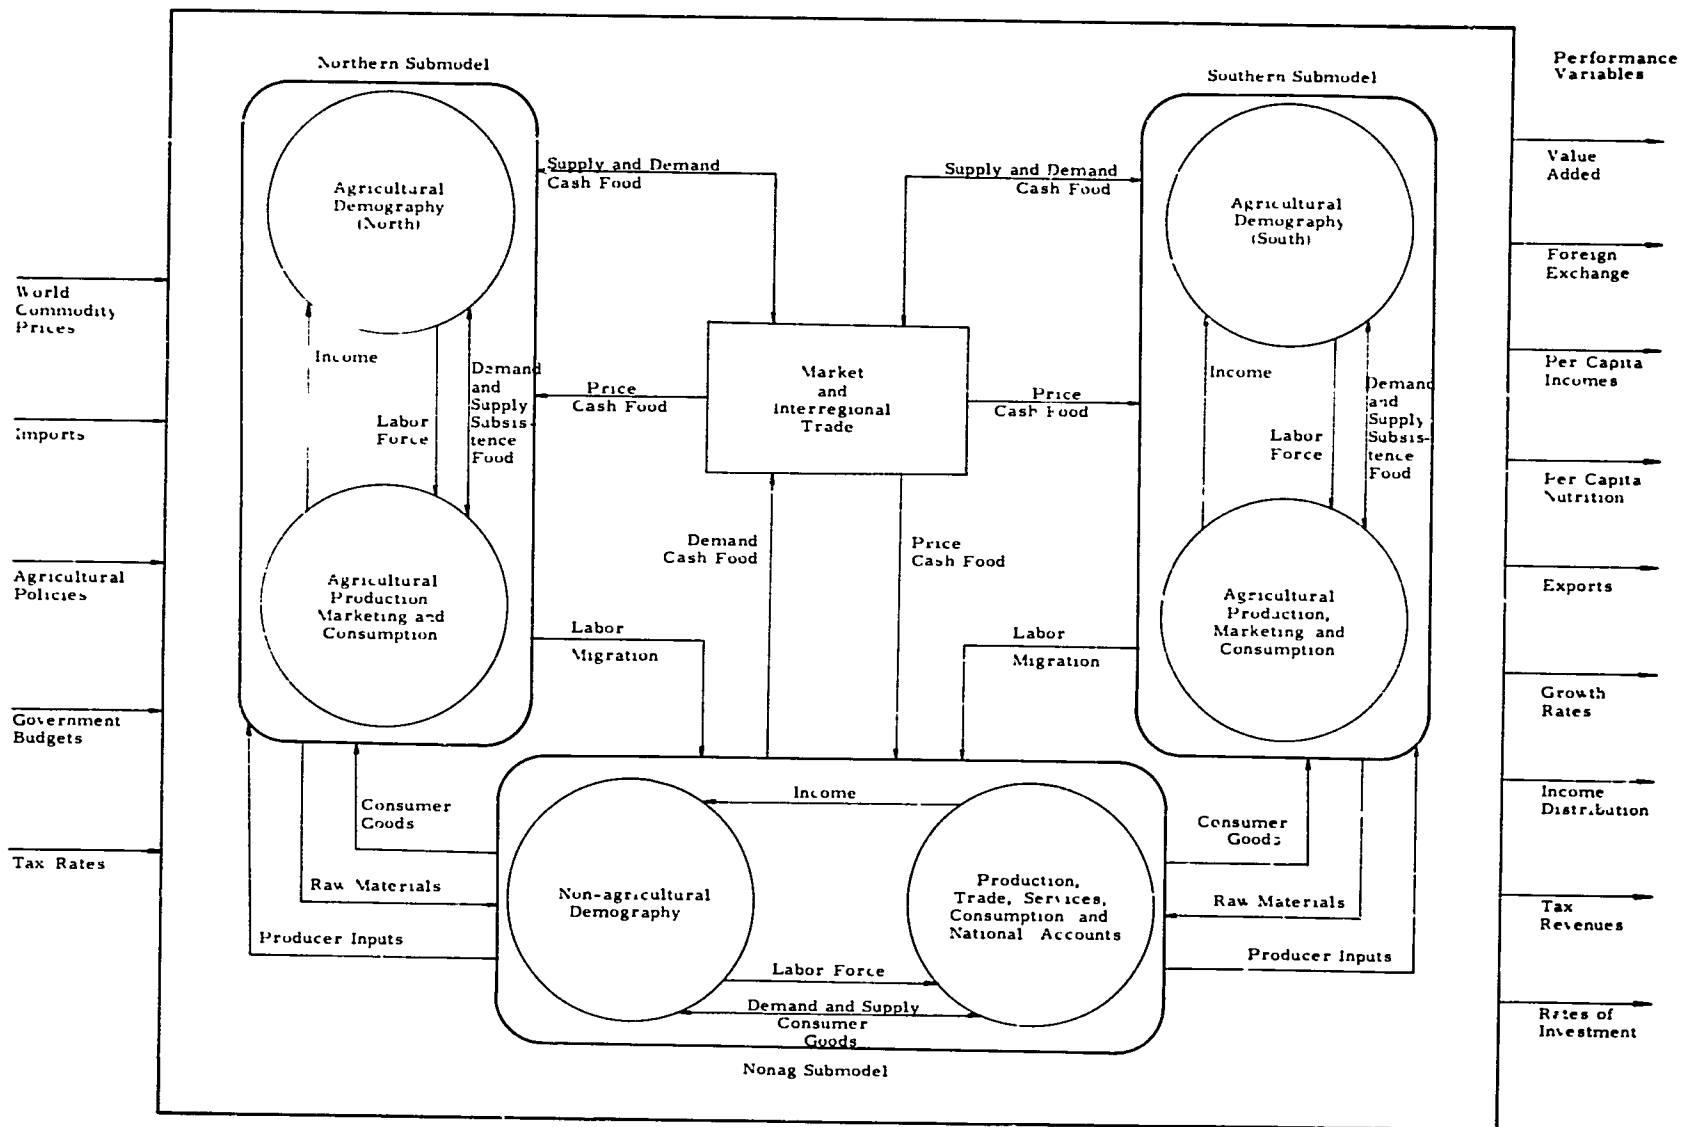 Northern Submodel
Southern Submodel
Performance
Variables
Agricultural
Demography
(North)
Income
Labor
Force
Demand
and
Supply
Subsis-
tence
Food
Agricultural
Production
Marketing and
Consumption
Supply and Demand
Cash Food
Supply and Demand
Cash Food
Price
Cash Food
Market
and
Interregional
Trade
Price
Cash Food
Demand
Cash Food
Price
Cash Food
Labor
Migration
Labor
Migration
Agricultural
Demography
(South)
Income
Labor
Force
Demand
and
Supply
Subsis-
tence
Food
Agricultural
Production,
Marketing and
Consumption
World
Commodity
Prices
Imports
Agricultural
Policies
Government
Budgets
Tax Rates
Consumer
Goods
Raw Materials
Producer Inputs
Income
Non-agricultural
Demography
Production,
Trade, Services,
Consumption and
National Accounts
Labor Force
Demand and Supply
Consumer
Goods
Nonag Submodel
Consumer
Goods
Raw Materials
Producer Inputs
Value
Added
Foreign
Exchange
Per Capita
Incomes
Per Capita
Nutrition
Exports
Growth
Rates
Income
Distribution
Tax
Revenues
Rates of
Investment